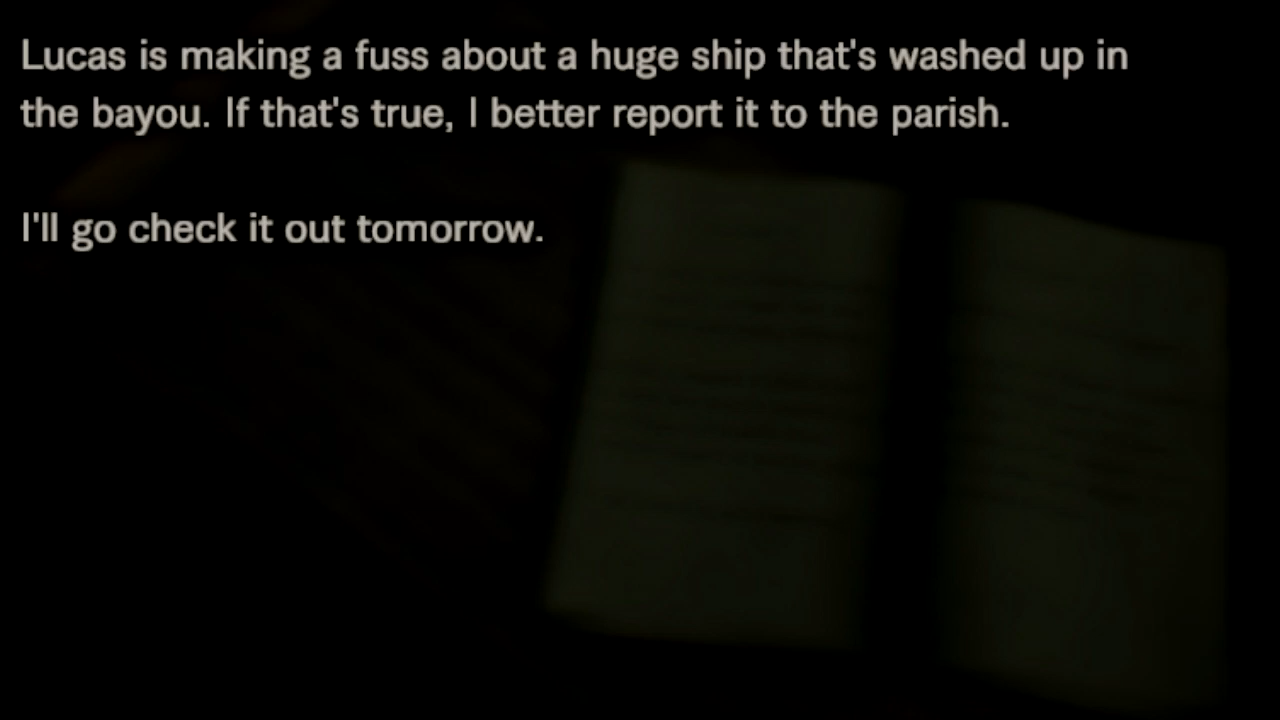 Lucas is making a fuss about a huge ship that's washed up in
the bayou. If that's true, I better report it to the parish.
I'll go check it out tomorrow.